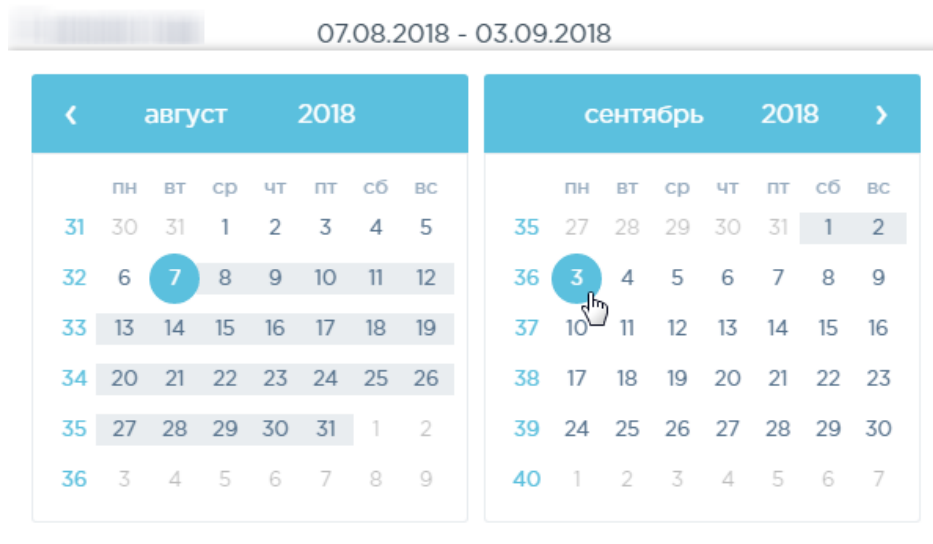 07.08.2018 - 03.09.2018
август 2018
пн вт ср чт пт сб вс
31 30 31 1 2 3 4 5
32 6 7 8 9 10 11 12
33 13 14 15 16 17 18 19
34 20 21 22 23 24 25 26
35 27 28 29 30 31 1 2
36 3 4 5 6 7 8 9
сентябрь 2018
пн вт ср чт пт сб вс
35 27 28 29 30 31 1 2
36 3 4 5 6 7 8 9
37 10 11 12 13 14 15 16
38 17 18 19 20 21 22 23
39 24 25 26 27 28 29 30
40 1 2 3 4 5 6 7